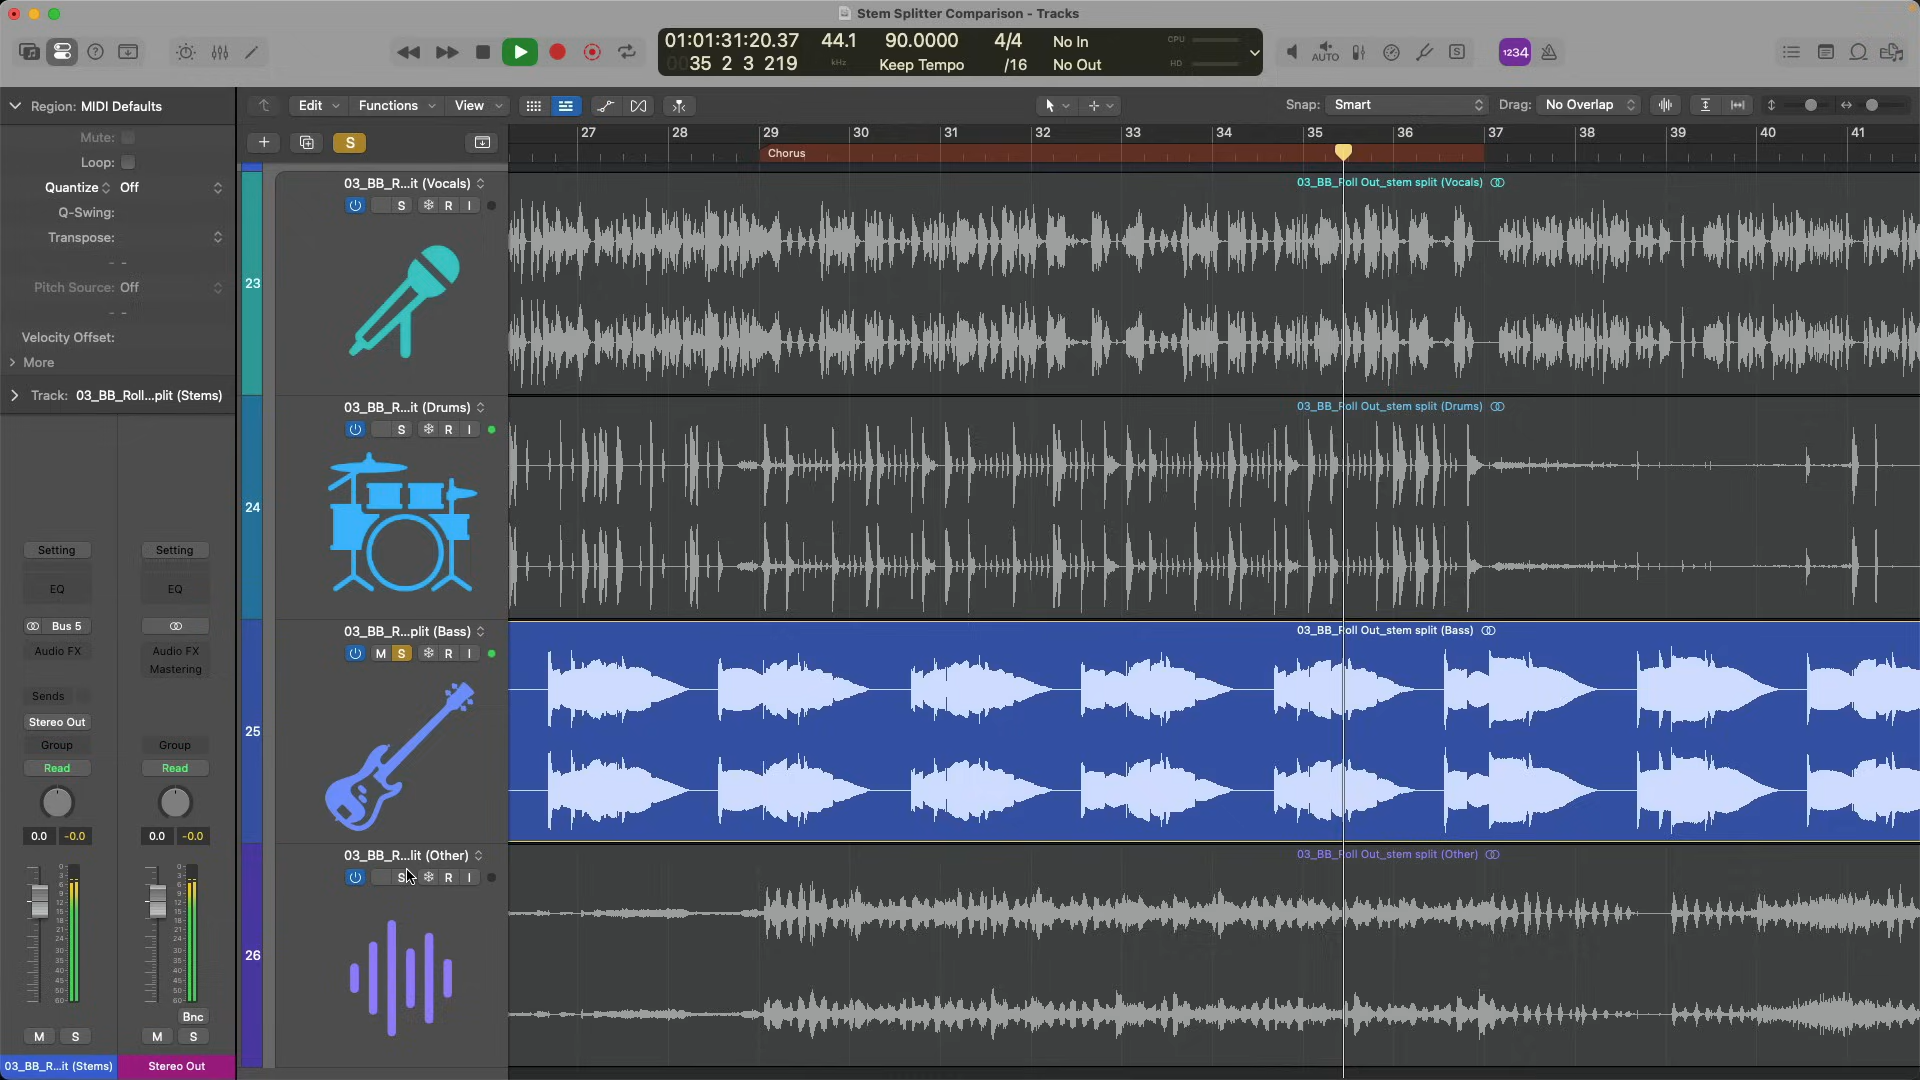 Stem Splitter Comparison - Tracks
1234
01:01:31:20.37 44.1 90.0000 4/4 No In CPU
0035 2 3 219 kHz Keep Tempo /16 No Out HD
AUTO
S
Region: MIDI Defaults
Edit Functions View
Snap: Smart Drag: No Overlap
Mute:
Loop:
Quantize Off
Q-Swing:
Transpose:
- -
Pitch Source: Off
- -
Velocity Offset:
More
Track: 03_BB_Roll...plit (Stems)
S
27 28 29 30 31 32 33 34 35 36 37 38 39 40 41
Chorus
23
03_BB_R...it (Vocals)
S R I
03_BB_Roll Out_stem split (Vocals)
24
03_BB_R...it (Drums)
S R I
03_BB_Roll Out_stem split (Drums)
25
03_BB_R...plit (Bass)
M S R I
03_BB_Roll Out_stem split (Bass)
26
03_BB_R...lit (Other)
S R I
03_BB_Roll Out_stem split (Other)
Setting Setting
EQ EQ
Bus 5
Audio FX Audio FX
Mastering
Sends
Stereo Out
Group Group
Read Read
0.0 -0.0 0.0 -0.0
Bnc
M S M S
03_BB_R...it (Stems) Stereo Out